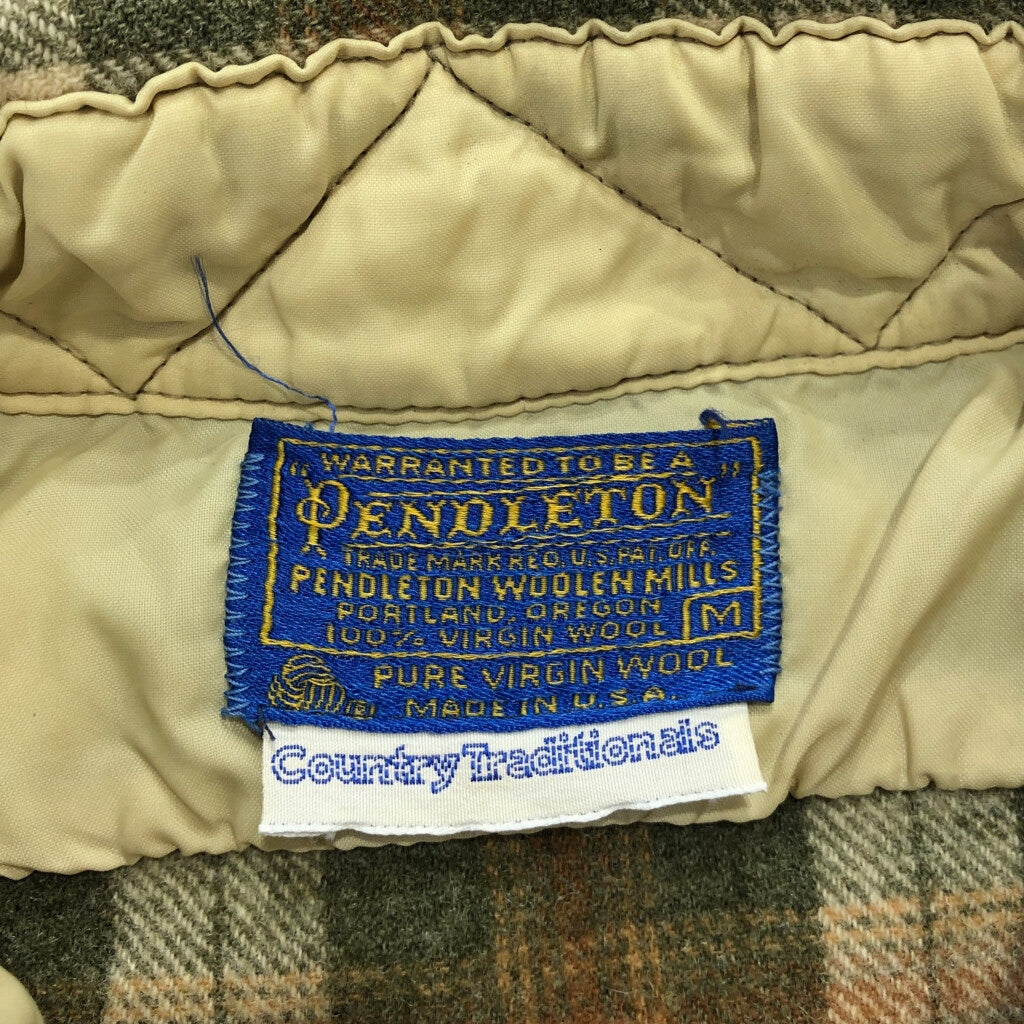 "WARRANTED TO BE A
PENDLETON"
TRADE MARK REG. U.S. PAT. OFF.
PENDLETON WOOLEN MILLS
PORTLAND, OREGON
100% VIRGIN WOOL
M
PURE VIRGIN WOOL
MADE IN U.S.A.
Country Traditionals